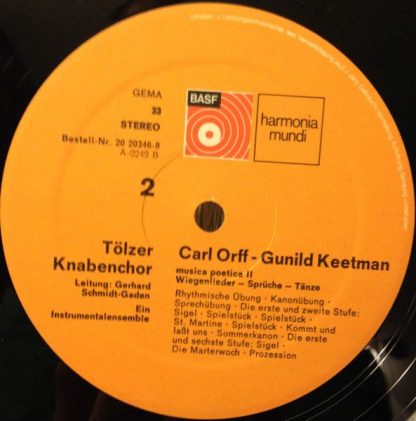 GEMA
33
STEREO
Bestell-Nr. 20 20346-8
A-0249 B
BASF
harmonia
mundi
2
Tölzer
Knabenchor
Leitung: Gerhard
Schmidt-Gaden
Ein
Instrumentalensemble
Carl Orff - Gunild Keetman
musica poetica II
Wiegenlieder – Sprüche – Tänze
Rhythmische Übung · Kanonübung ·
Sprechübung · Die erste und zweite Stufe:
Sigel · Spielstück · Spielstück ·
St. Martine · Spielstück · Kommt und
laßt uns · Sommerkanon · Die erste
und sechste Stufe: Sigel ·
Die Marterwoch · Prozession